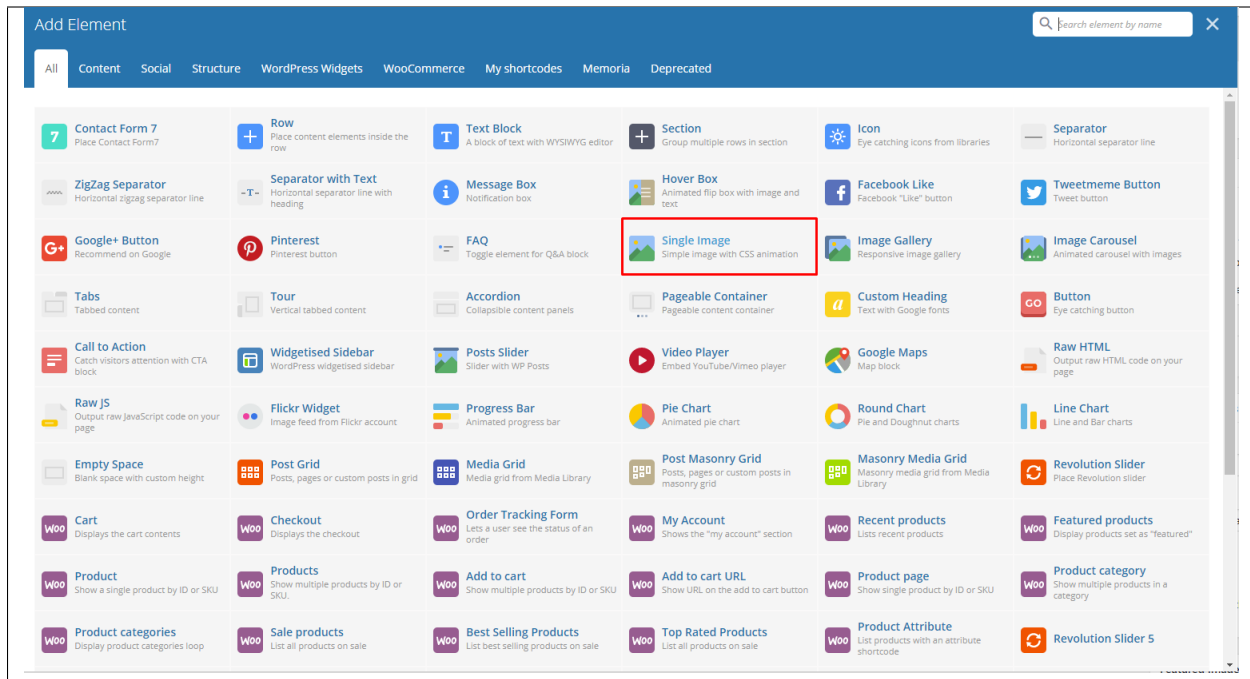 Add Element
Search element by name
All Content Social Structure WordPress Widgets WooCommerce My shortcodes Memoria Deprecated
7
Contact Form 7
Place Contact Form7
Row
Place content elements inside the
row
T
Text Block
A block of text with WYSIWYG editor
Section
Group multiple rows in section
Icon
Eye catching icons from libraries
Separator
Horizontal separator line
ZigZag Separator
Horizontal zigzag separator line
-T-
Separator with Text
Horizontal separator line with
heading
i
Message Box
Notification box
Hover Box
Animated flip box with image and
text
f
Facebook Like
Facebook "Like" button
Tweetmeme Button
Tweet button
G+
Google+ Button
Recommend on Google
Pinterest
Pinterest button
FAQ
Toggle element for Q&A block
Single Image
Simple image with CSS animation
Image Gallery
Responsive image gallery
Image Carousel
Animated carousel with images
Tabs
Tabbed content
Tour
Vertical tabbed content
Accordion
Collapsible content panels
Pageable Container
Pageable content container
a
Custom Heading
Text with Google fonts
GO
Button
Eye catching button
Call to Action
Catch visitors attention with CTA
block
Widgetised Sidebar
WordPress widgetised sidebar
Posts Slider
Slider with WP Posts
Video Player
Embed YouTube/Vimeo player
Google Maps
Map block
Raw HTML
Output raw HTML code on your
page
Raw JS
Output raw JavaScript code on your
page
Flickr Widget
Image feed from Flickr account
Progress Bar
Animated progress bar
Pie Chart
Animated pie chart
Round Chart
Pie and Doughnut charts
Line Chart
Line and Bar charts
Empty Space
Blank space with custom height
Post Grid
Posts, pages or custom posts in grid
Media Grid
Media grid from Media Library
Post Masonry Grid
Posts, pages or custom posts in
masonry grid
Masonry Media Grid
Masonry media grid from Media
Library
Revolution Slider
Place Revolution slider
Woo
Cart
Displays the cart contents
Woo
Checkout
Displays the checkout
Woo
Order Tracking Form
Lets a user see the status of an
order
Woo
My Account
Shows the "my account" section
Woo
Recent products
Lists recent products
Woo
Featured products
Display products set as "featured"
Woo
Product
Show a single product by ID or SKU
Woo
Products
Show multiple products by ID or
SKU.
Woo
Add to cart
Show multiple products by ID or SKU
Woo
Add to cart URL
Show URL on the add to cart button
Woo
Product page
Show single product by ID or SKU
Woo
Product category
Show multiple products in a
category
Woo
Product categories
Display product categories loop
Woo
Sale products
List all products on sale
Woo
Best Selling Products
List best selling products on sale
Woo
Top Rated Products
List all products on sale
Woo
Product Attribute
List products with an attribute
shortcode
Revolution Slider 5